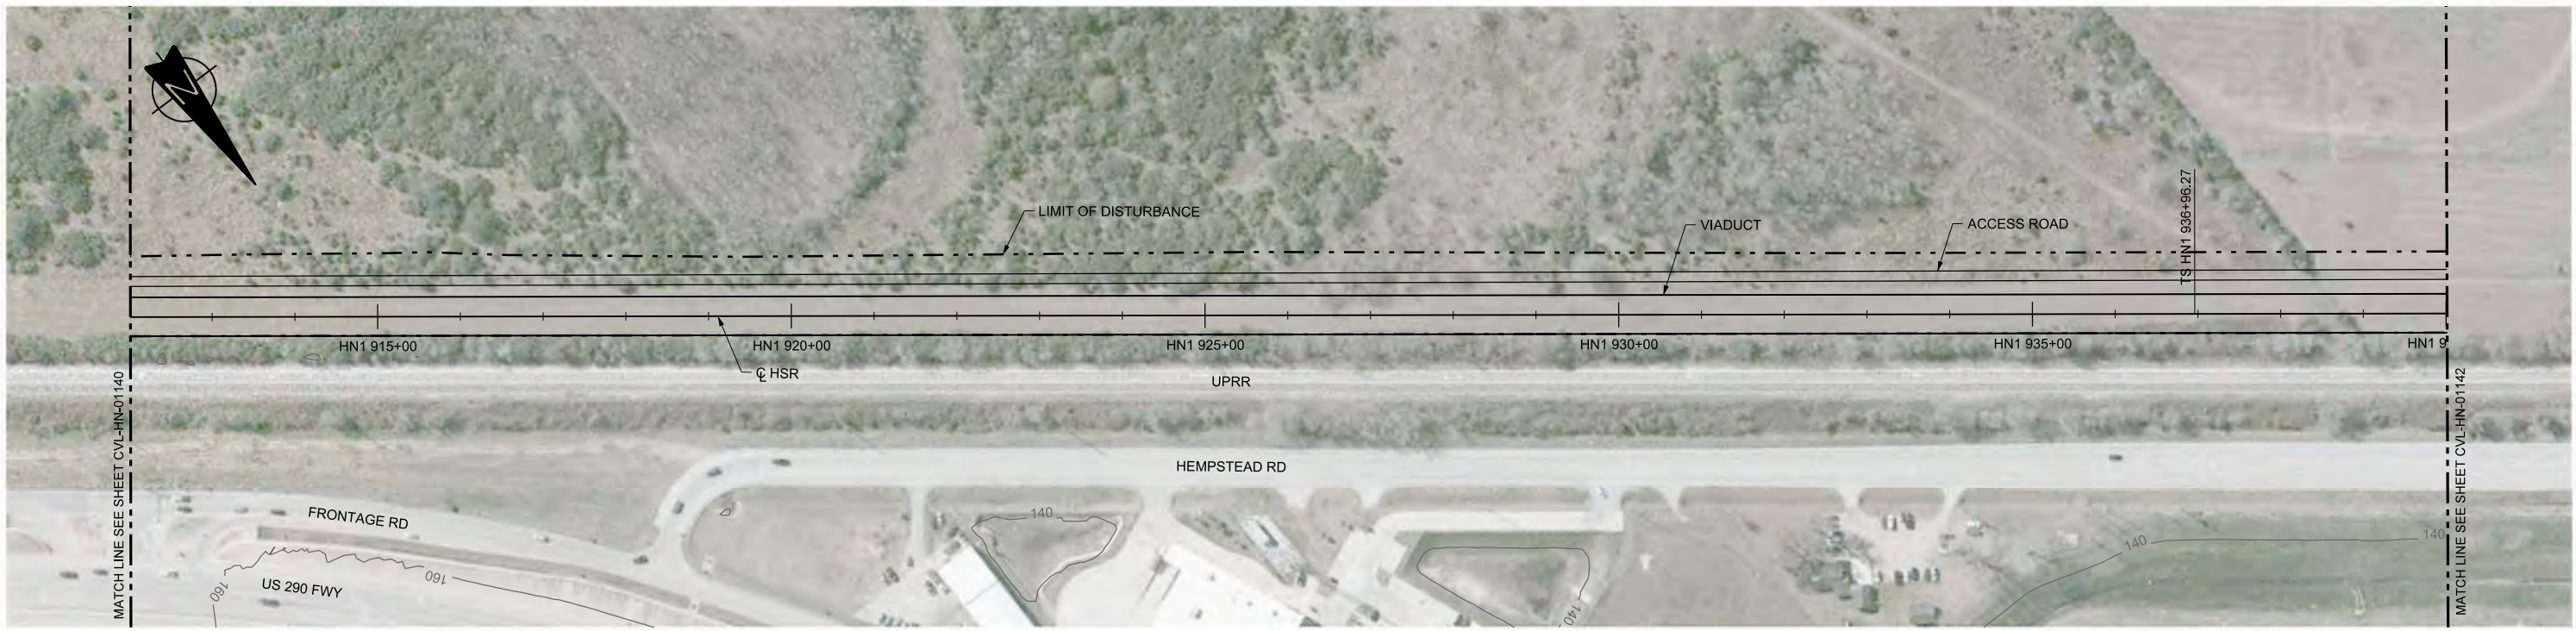 N
LIMIT OF DISTURBANCE
VIADUCT
ACCESS ROAD
TS HN1 936+96.27
HN1 915+00
HN1 920+00
HN1 925+00
HN1 930+00
HN1 935+00
HN1 9
℄ HSR
UPRR
MATCH LINE SEE SHEET CVL-HN-01140
MATCH LINE SEE SHEET CVL-HN-01142
HEMPSTEAD RD
FRONTAGE RD
US 290 FWY
160
160
140
140
140
140